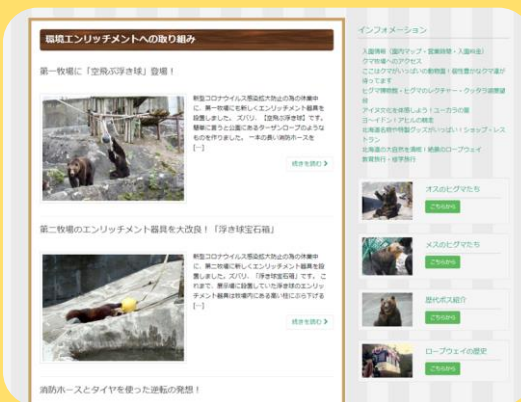 環境エンリッチメントへの取り組み
第一牧場に「空飛ぶ浮き球」登場！
新型コロナウイルス感染拡大防止の為の休業中
に、第一牧場にも新しくエンリッチメント器具を
設置しました。ズバリ、「空飛ぶ浮き球」です。
簡単に言うと公園にあるターザンロープのような
ものを作りました。一本の長い消防ホースを
[…]
続きを読む
第二牧場のエンリッチメント器具を大改良！「浮き球宝石箱」
新型コロナウイルス感染拡大防止の為の休業中
に、第二牧場に新しくエンリッチメント器具を設
置しました。ズバリ、「浮き球宝石箱」です。こ
れまで、展示場に設置していた浮き球のエンリッ
チメント器具は牧場内にある高い柱にぶら下げる
[…]
続きを読む
消防ホースとタイヤを使った逆転の発想！
インフォメーション
入園情報（園内マップ・営業時間・入園料金）
クマ牧場へのアクセス
ここはクマがいっぱいの動物園！個性豊かなクマ達が
待ってます
ヒグマ博物館・ヒグマのレクチャー・クッタラ湖展望
台
アイヌ文化を体感しよう！ユーカラの里
ヨーイドン！アヒルの競走
北海道名産や特製グッズがいっぱい！ショップ・レス
トラン
北海道の大自然を満喫！絶景のロープウェイ
教育旅行・修学旅行
オスのヒグマたち
こちらから
メスのヒグマたち
こちらから
歴代ボス紹介
こちらから
ロープウェイの歴史
こちらから